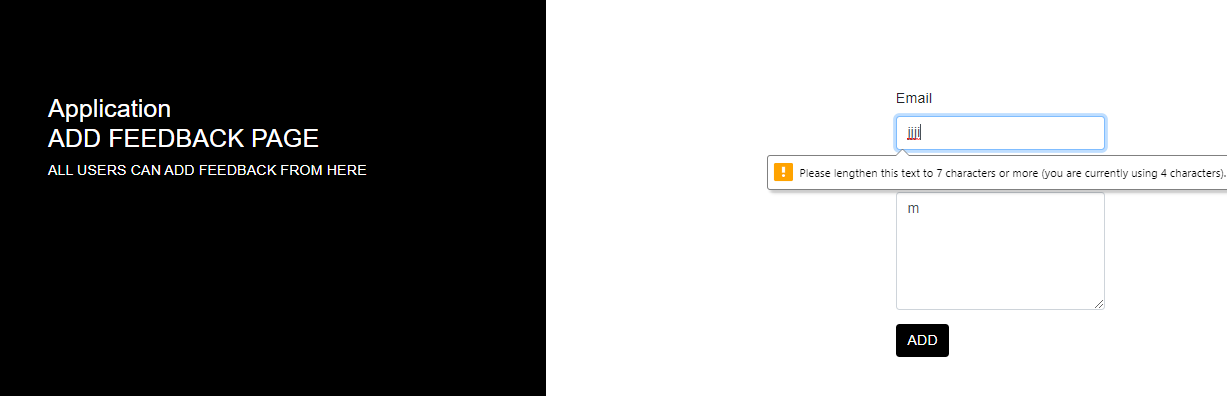 Application
ADD FEEDBACK PAGE
ALL USERS CAN ADD FEEDBACK FROM HERE
Email
jjjj
Please lengthen this text to 7 characters or more (you are currently using 4 characters).
m
ADD